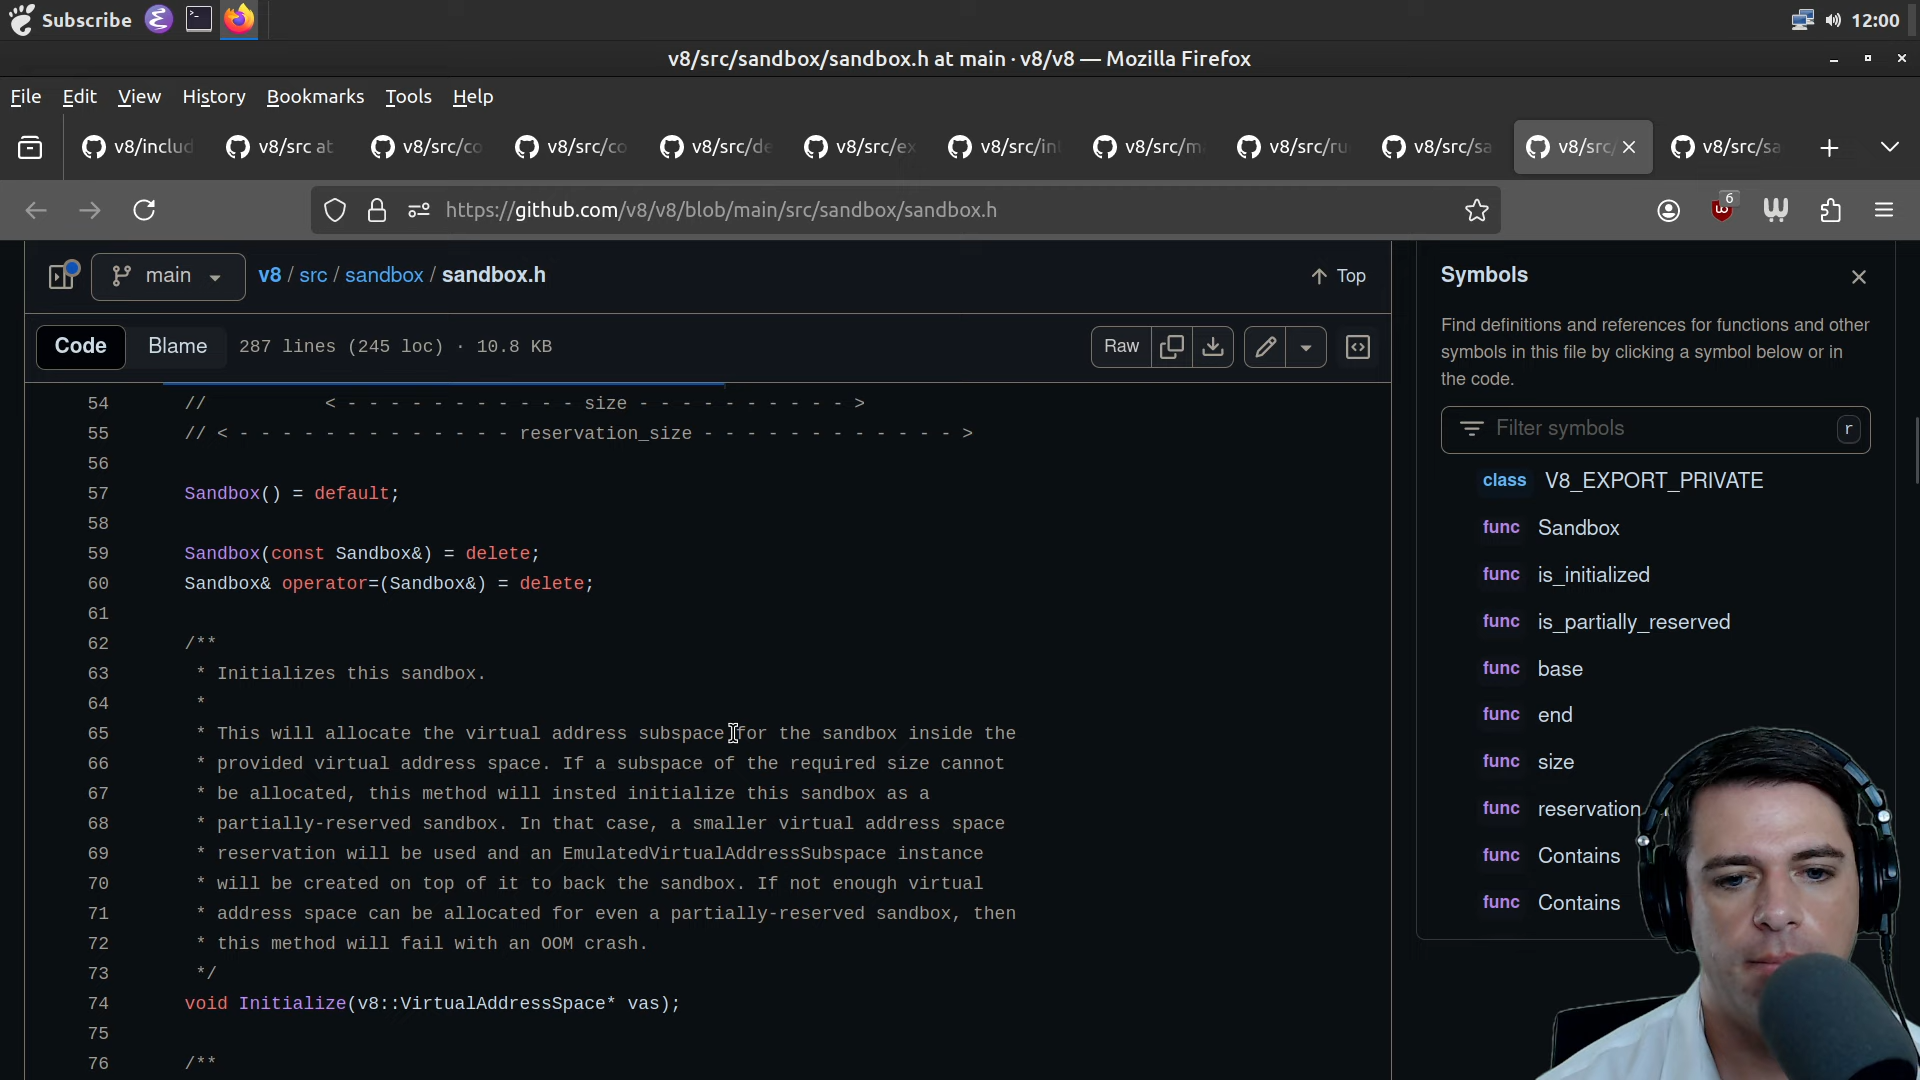 Subscribe
12:00
v8/src/sandbox/sandbox.h at main · v8/v8 — Mozilla Firefox
File Edit View History Bookmarks Tools Help
v8/includ v8/src at v8/src/co v8/src/co v8/src/de v8/src/ex v8/src/inl v8/src/m v8/src/ru v8/src/sa v8/src/ v8/src/sa
https://github.com/v8/v8/blob/main/src/sandbox/sandbox.h
6
main v8 / src / sandbox / sandbox.h Top
Code Blame 287 lines (245 loc) · 10.8 KB Raw
54 // < - - - - - - - - - - - size - - - - - - - - - - >
55 // < - - - - - - - - - - - - - reservation_size - - - - - - - - - - - - >
56
57 Sandbox() = default;
58
59 Sandbox(const Sandbox&) = delete;
60 Sandbox& operator=(Sandbox&) = delete;
61
62 /**
63 * Initializes this sandbox.
64 *
65 * This will allocate the virtual address subspace for the sandbox inside the
66 * provided virtual address space. If a subspace of the required size cannot
67 * be allocated, this method will insted initialize this sandbox as a
68 * partially-reserved sandbox. In that case, a smaller virtual address space
69 * reservation will be used and an EmulatedVirtualAddressSubspace instance
70 * will be created on top of it to back the sandbox. If not enough virtual
71 * address space can be allocated for even a partially-reserved sandbox, then
72 * this method will fail with an OOM crash.
73 */
74 void Initialize(v8::VirtualAddressSpace* vas);
75
76 /**
Symbols
Find definitions and references for functions and other
symbols in this file by clicking a symbol below or in
the code.
Filter symbols r
class V8_EXPORT_PRIVATE
func Sandbox
func is_initialized
func is_partially_reserved
func base
func end
func size
func reservation
func Contains
func Contains